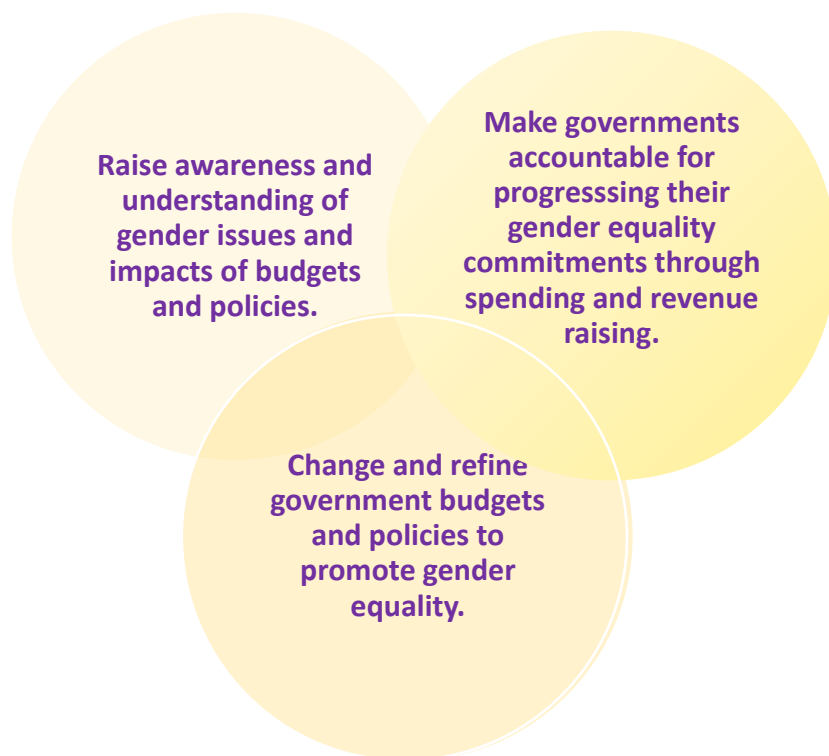 Raise awareness and
understanding of
gender issues and
impacts of budgets
and policies.
Make governments
accountable for
progresssing their
gender equality
commitments through
spending and revenue
raising.
Change and refine
government budgets
and policies to
promote gender
equality.